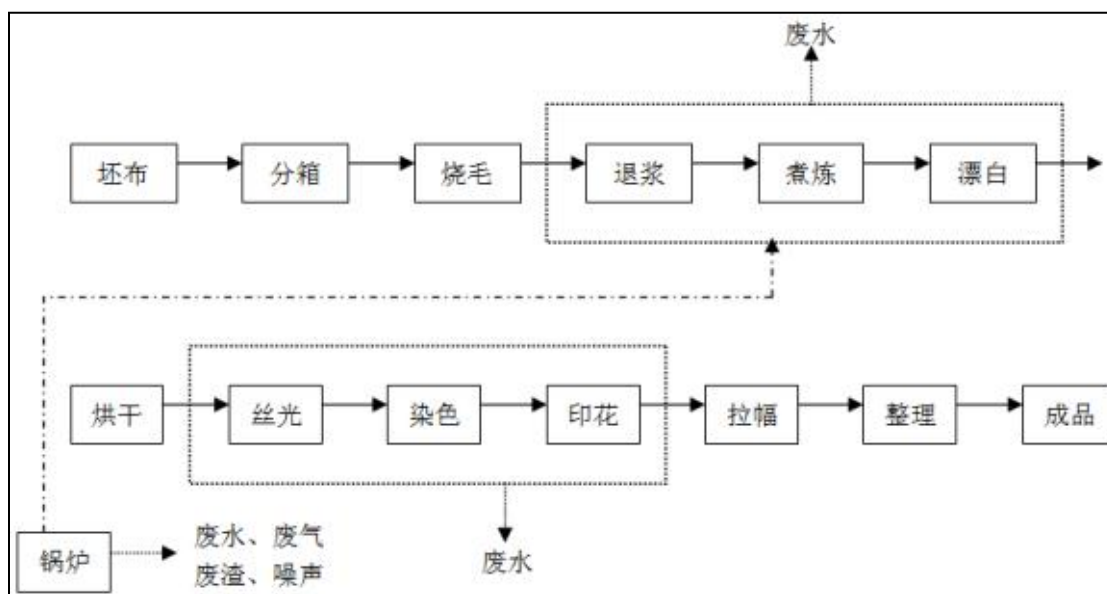 废水
坯布
分箱
烧毛
退浆
煮炼
漂白
烘干
丝光
染色
印花
拉幅
整理
成品
锅炉
废水、废气
废渣、噪声
废水